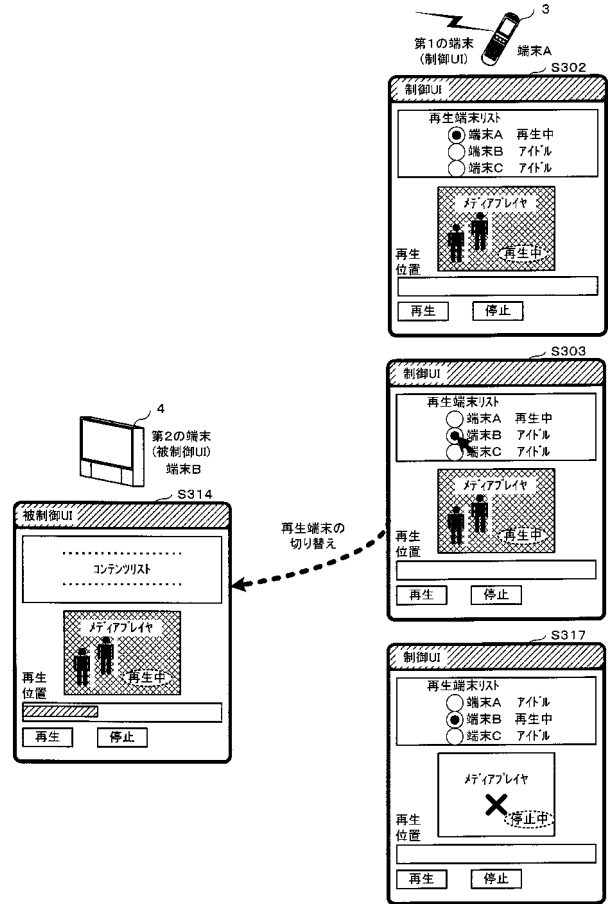 3
第1の端末
(制御UI)
端末A
S302
制御UI
再生端末リスト
端末A 再生中
端末B アイドル
端末C アイドル
メディアプレイヤ
再生中
再生
位置
再生
停止
S303
制御UI
再生端末リスト
端末A 再生中
端末B アイドル
端末C アイドル
メディアプレイヤ
再生中
再生
位置
再生
停止
再生端末の
切り替え
4
第2の端末
(被制御UI)
端末B
S314
被制御UI
コンテンツリスト
メディアプレイヤ
再生中
再生
位置
再生
停止
S317
制御UI
再生端末リスト
端末A アイドル
端末B 再生中
端末C アイドル
メディアプレイヤ
停止中
再生
位置
再生
停止